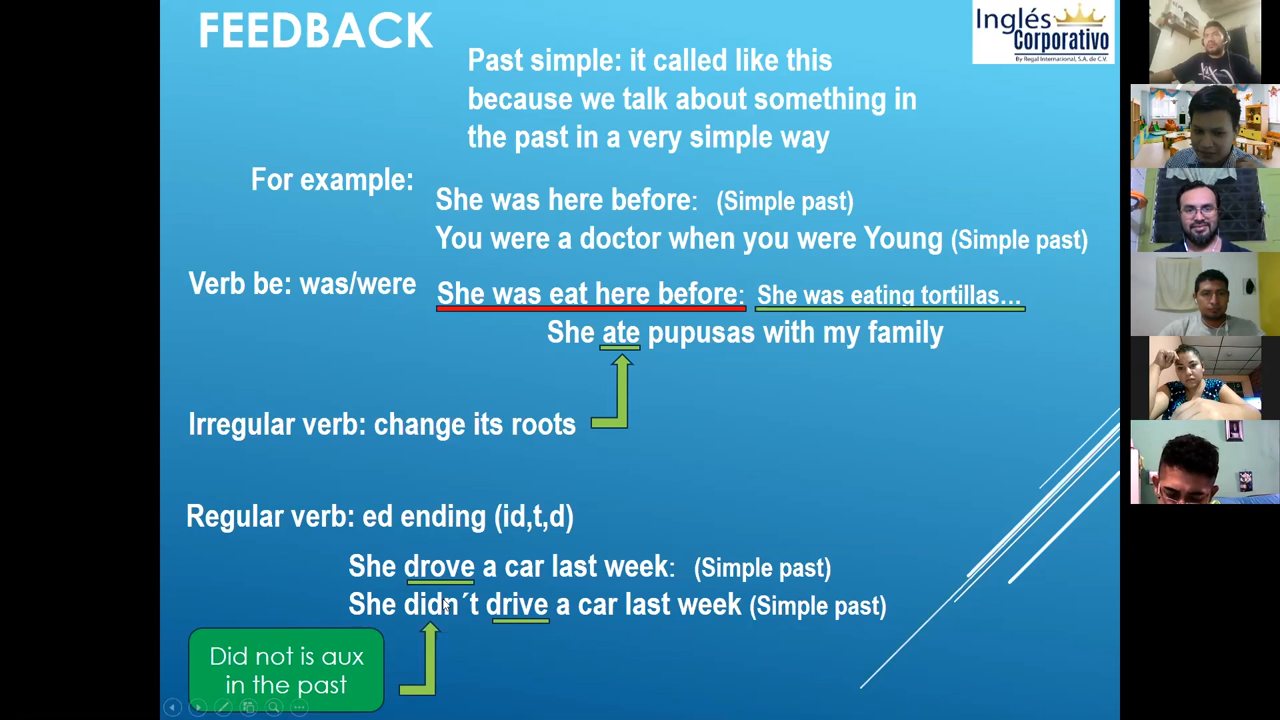 FEEDBACK
Inglés
Corporativo
By Regal International, S.A. de C.V.
Past simple: it called like this
because we talk about something in
the past in a very simple way
For example:
She was here before: (Simple past)
You were a doctor when you were Young (Simple past)
Verb be: was/were
She was eat here before: She was eating tortillas...
She ate pupusas with my family
Irregular verb: change its roots
Regular verb: ed ending (id,t,d)
She drove a car last week: (Simple past)
She didn´t drive a car last week (Simple past)
Did not is aux
in the past